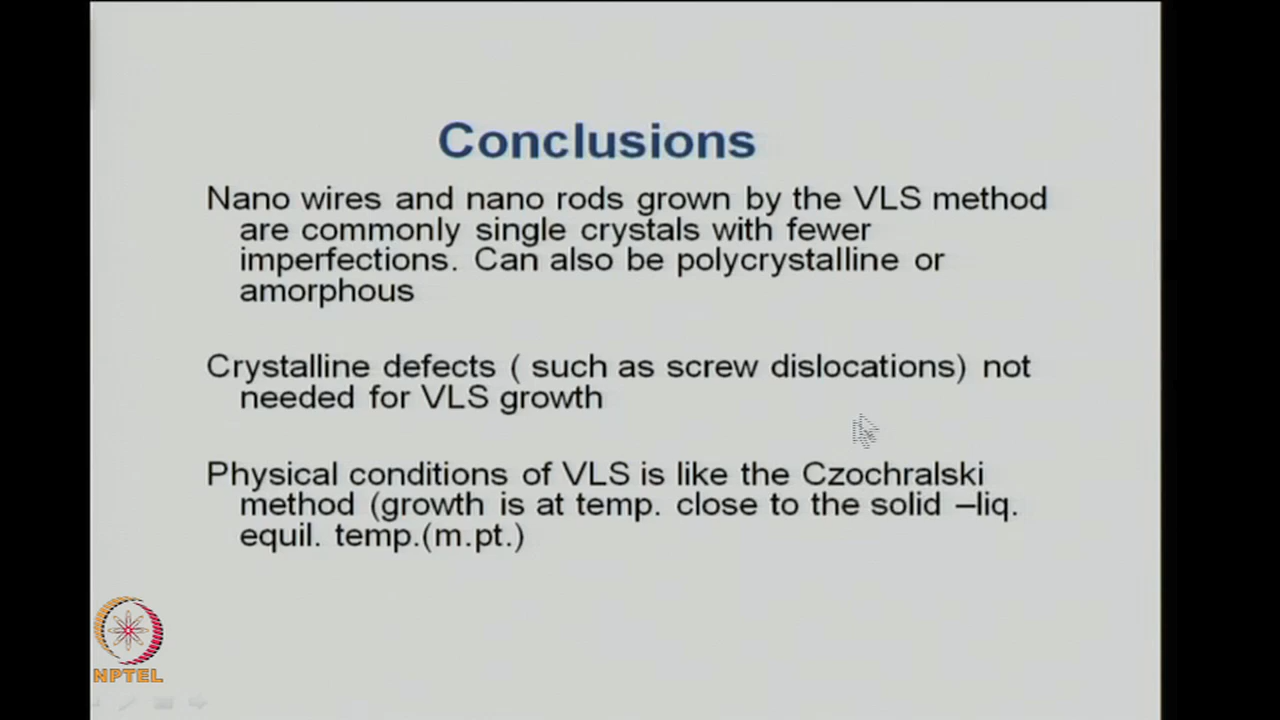 Conclusions
Nano wires and nano rods grown by the VLS method
are commonly single crystals with fewer
imperfections. Can also be polycrystalline or
amorphous
Crystalline defects ( such as screw dislocations) not
needed for VLS growth
Physical conditions of VLS is like the Czochralski
method (growth is at temp. close to the solid –liq.
equil. temp.(m.pt.)
NPTEL